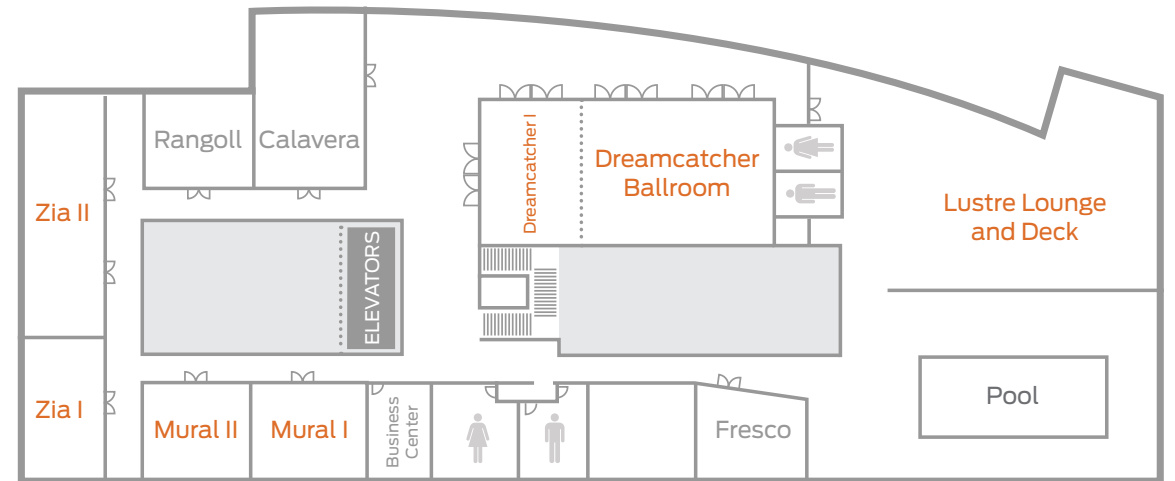 Rangoll
Calavera
Dreamcatcher I
Dreamcatcher
Ballroom
Zia II
Lustre Lounge
and Deck
ELEVATORS
Zia I
Mural II
Mural I
Business
Center
Fresco
Pool